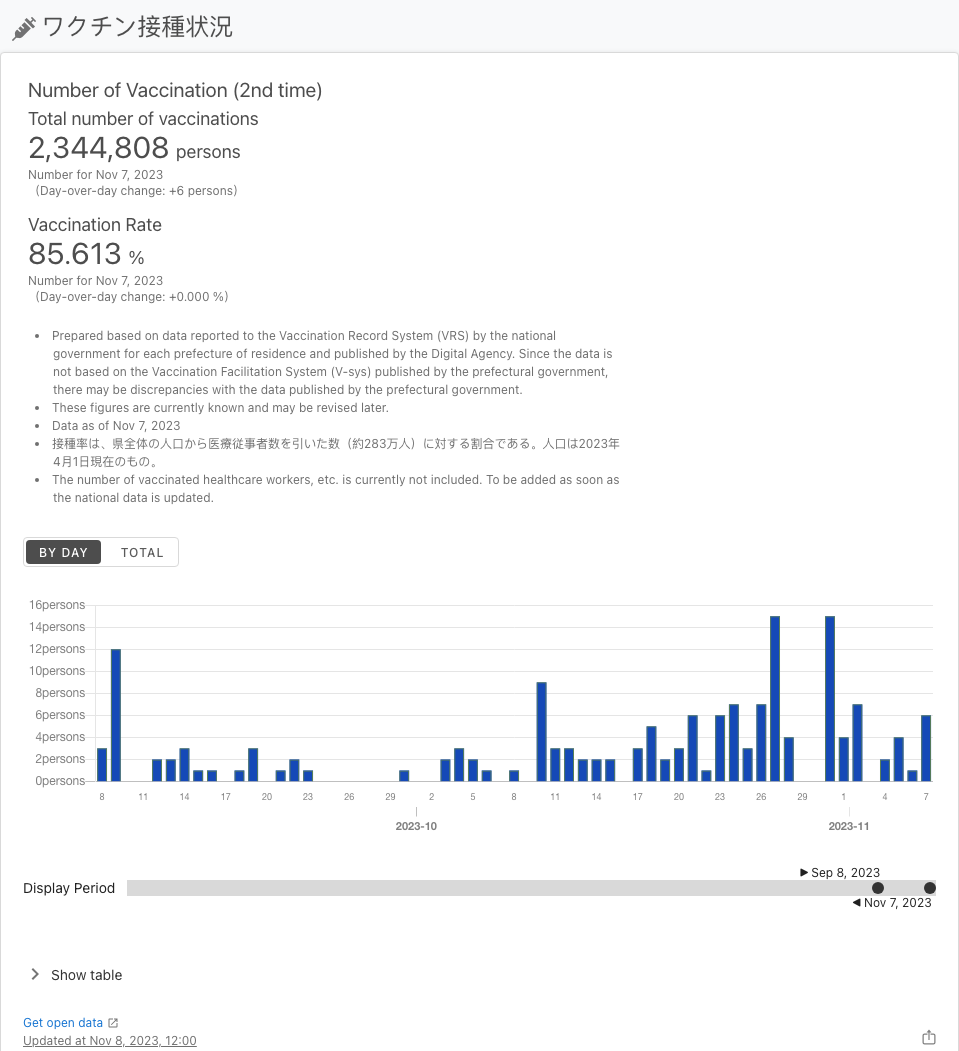 ワクチン接種状況
Number of Vaccination (2nd time)
Total number of vaccinations
2,344,808 persons
Number for Nov 7, 2023
(Day-over-day change: +6 persons)
Vaccination Rate
85.613 %
Number for Nov 7, 2023
(Day-over-day change: +0.000 %)
• Prepared based on data reported to the Vaccination Record System (VRS) by the national
government for each prefecture of residence and published by the Digital Agency. Since the data is
not based on the Vaccination Facilitation System (V-sys) published by the prefectural government,
there may be discrepancies with the data published by the prefectural government.
• These figures are currently known and may be revised later.
• Data as of Nov 7, 2023
• 接種率は、県全体の人口から医療従事者数を引いた数（約283万人）に対する割合である。人口は2023年
4月1日現在のもの。
• The number of vaccinated healthcare workers, etc. is currently not included. To be added as soon as
the national data is updated.
BY DAY TOTAL
16persons
14persons
12persons
10persons
8persons
6persons
4persons
2persons
0persons
8 11 14 17 20 23 26 29 2 5 8 11 14 17 20 23 26 29 1 4 7
2023-10 2023-11
Sep 8, 2023
Display Period
Nov 7, 2023
Show table
Get open data
Updated at Nov 8, 2023, 12:00